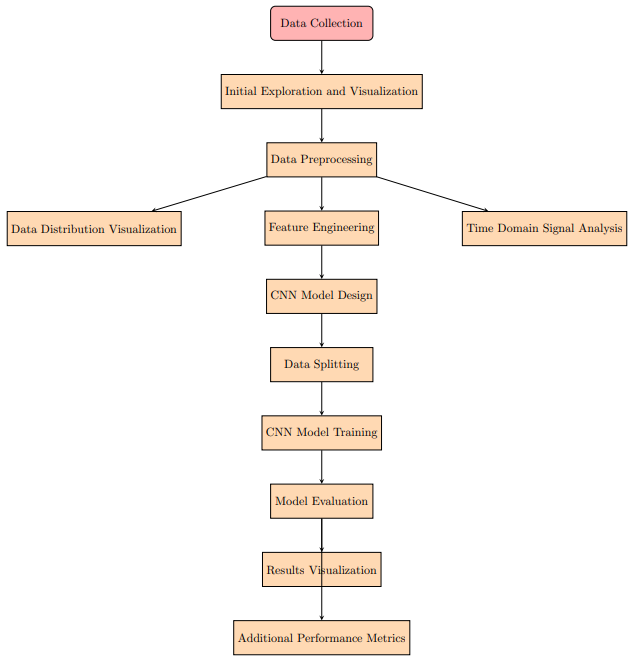 Data Collection
Initial Exploration and Visualization
Data Preprocessing
Data Distribution Visualization
Feature Engineering
Time Domain Signal Analysis
CNN Model Design
Data Splitting
CNN Model Training
Model Evaluation
Results Visualization
Additional Performance Metrics